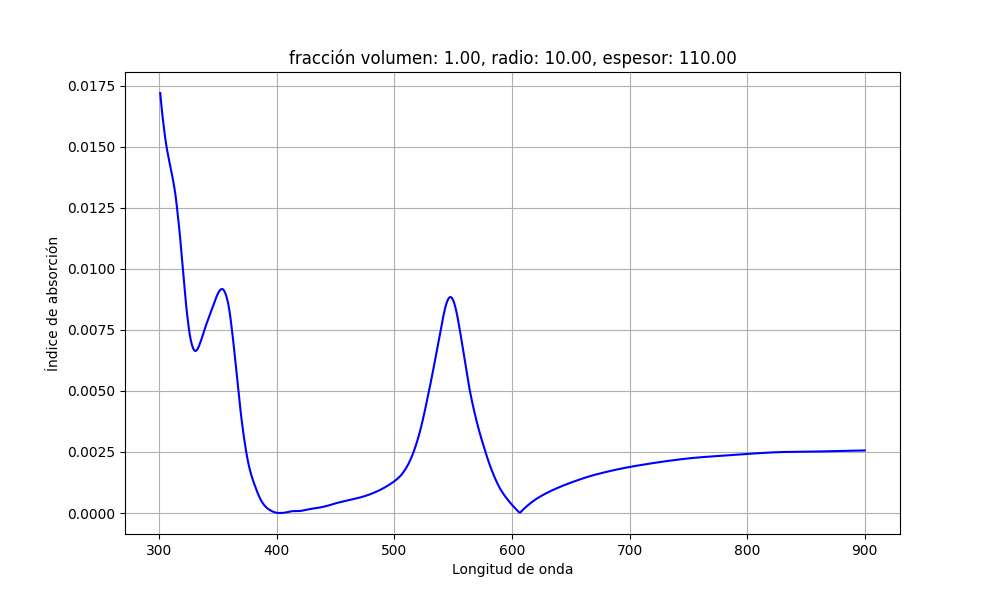 fracción volumen: 1.00, radio: 10.00, espesor: 110.00
Índice de absorción
0.0175
0.0150
0.0125
0.0100
0.0075
0.0050
0.0025
0.0000
300 400 500 600 700 800 900
Longitud de onda